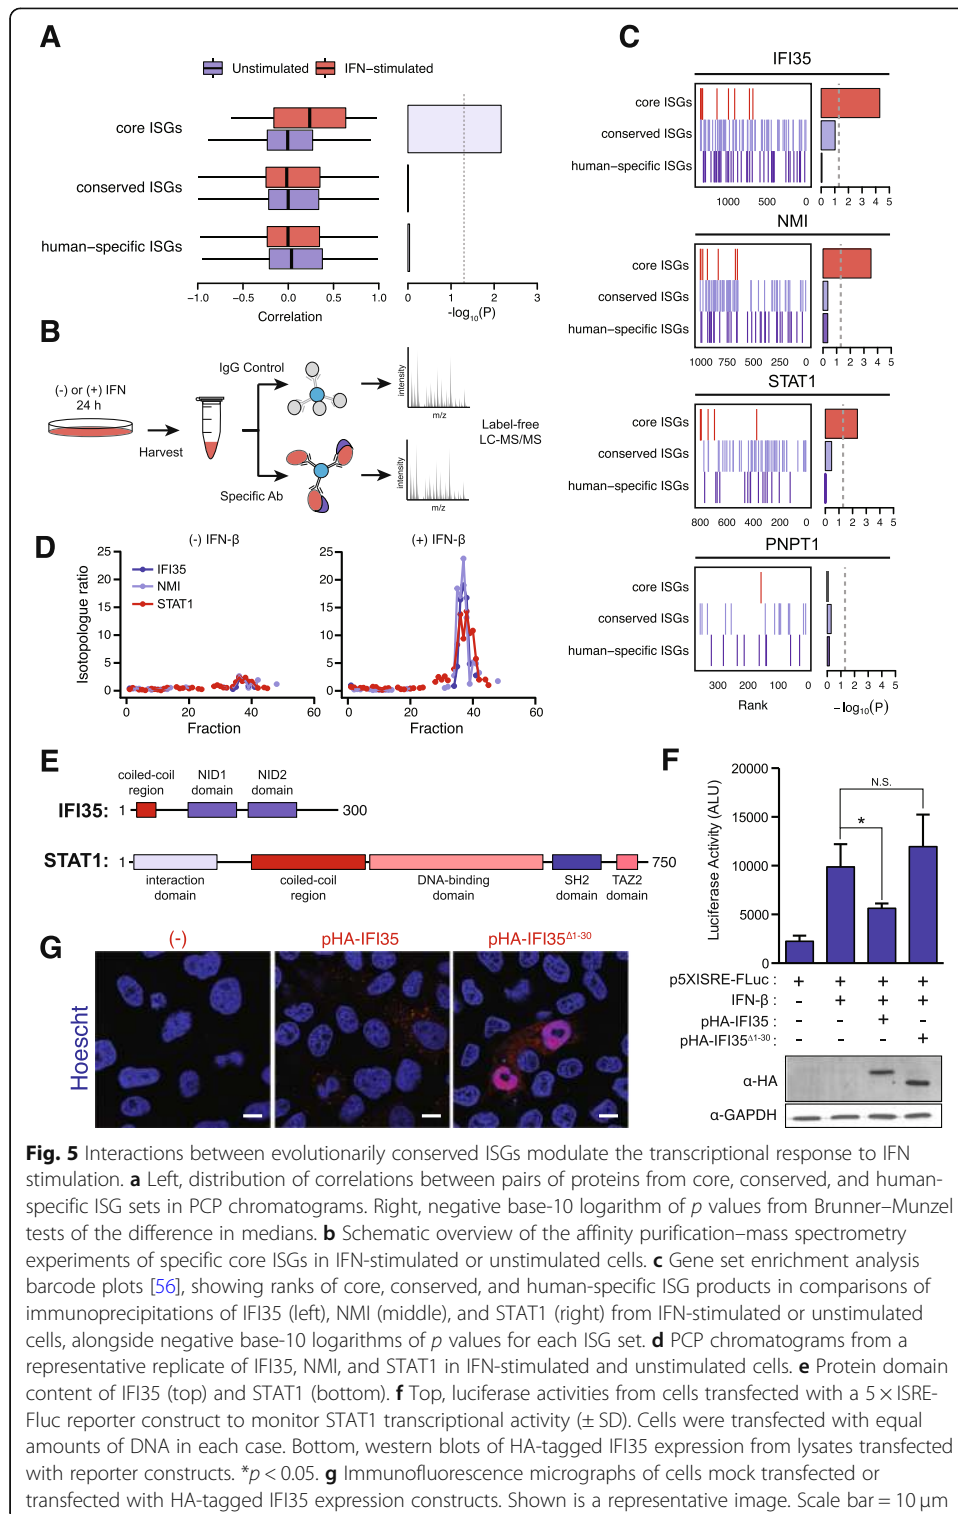 A
Unstimulated
IFN−stimulated
core ISGs
conserved ISGs
human−specific ISGs
−1.0 −0.5 0.0 0.5 1.0
Correlation
0 1 2 3
-log10(P)
B
(-) or (+) IFN
24 h
Harvest
IgG Control
Specific Ab
intensity
m/z
intensity
m/z
Label-free
LC-MS/MS
C
IFI35
core ISGs
conserved ISGs
human−specific ISGs
1000 500 0
0 1 2 3 4 5
NMI
core ISGs
conserved ISGs
human−specific ISGs
1000 750 500 250 0
0 1 2 3 4 5
STAT1
core ISGs
conserved ISGs
human−specific ISGs
800 600 400 200 0
0 1 2 3 4 5
PNPT1
core ISGs
conserved ISGs
human−specific ISGs
300 200 100 0
Rank
0 1 2 3 4 5
−log10(P)
D
(-) IFN-β
(+) IFN-β
Isotopologue ratio
25
20
15
10
5
0
IFI35
NMI
STAT1
0 20 40 60
Fraction
25
20
15
10
5
0
0 20 40 60
Fraction
E
coiled-coil
region
NID1
domain
NID2
domain
IFI35: 1 300
STAT1: 1 750
interaction
domain
coiled-coil
region
DNA-binding
domain
SH2
domain
TAZ2
domain
F
Luciferase Activity (ALU)
20000
15000
10000
5000
0
N.S.
*
p5XISRE-FLuc : + + + +
IFN-β : - + + +
pHA-IFI35 : - - +
pHA-IFI35Δ1-30 : - - +
α-HA
α-GAPDH
G
(-)
pHA-IFI35
pHA-IFI35Δ1-30
Hoescht
Fig. 5 Interactions between evolutionarily conserved ISGs modulate the transcriptional response to IFN
stimulation. a Left, distribution of correlations between pairs of proteins from core, conserved, and human-
specific ISG sets in PCP chromatograms. Right, negative base-10 logarithm of p values from Brunner–Munzel
tests of the difference in medians. b Schematic overview of the affinity purification–mass spectrometry
experiments of specific core ISGs in IFN-stimulated or unstimulated cells. c Gene set enrichment analysis
barcode plots [56], showing ranks of core, conserved, and human-specific ISG products in comparisons of
immunoprecipitations of IFI35 (left), NMI (middle), and STAT1 (right) from IFN-stimulated or unstimulated
cells, alongside negative base-10 logarithms of p values for each ISG set. d PCP chromatograms from a
representative replicate of IFI35, NMI, and STAT1 in IFN-stimulated and unstimulated cells. e Protein domain
content of IFI35 (top) and STAT1 (bottom). f Top, luciferase activities from cells transfected with a 5 × ISRE-
Fluc reporter construct to monitor STAT1 transcriptional activity (± SD). Cells were transfected with equal
amounts of DNA in each case. Bottom, western blots of HA-tagged IFI35 expression from lysates transfected
with reporter constructs. *p < 0.05. g Immunofluorescence micrographs of cells mock transfected or
transfected with HA-tagged IFI35 expression constructs. Shown is a representative image. Scale bar = 10 μm